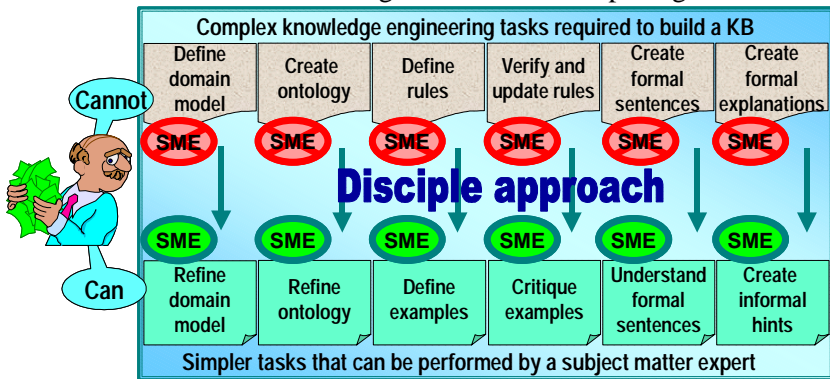 Complex knowledge engineering tasks required to build a KB
Define
domain
model
Create
ontology
Define
rules
Verify and
update rules
Create
formal
sentences
Create
formal
explanations
Cannot
SME
SME
SME
SME
SME
SME
Disciple approach
SME
SME
SME
SME
SME
SME
Can
Refine
domain
model
Refine
ontology
Define
examples
Critique
examples
Understand
formal
sentences
Create
informal
hints
Simpler tasks that can be performed by a subject matter expert